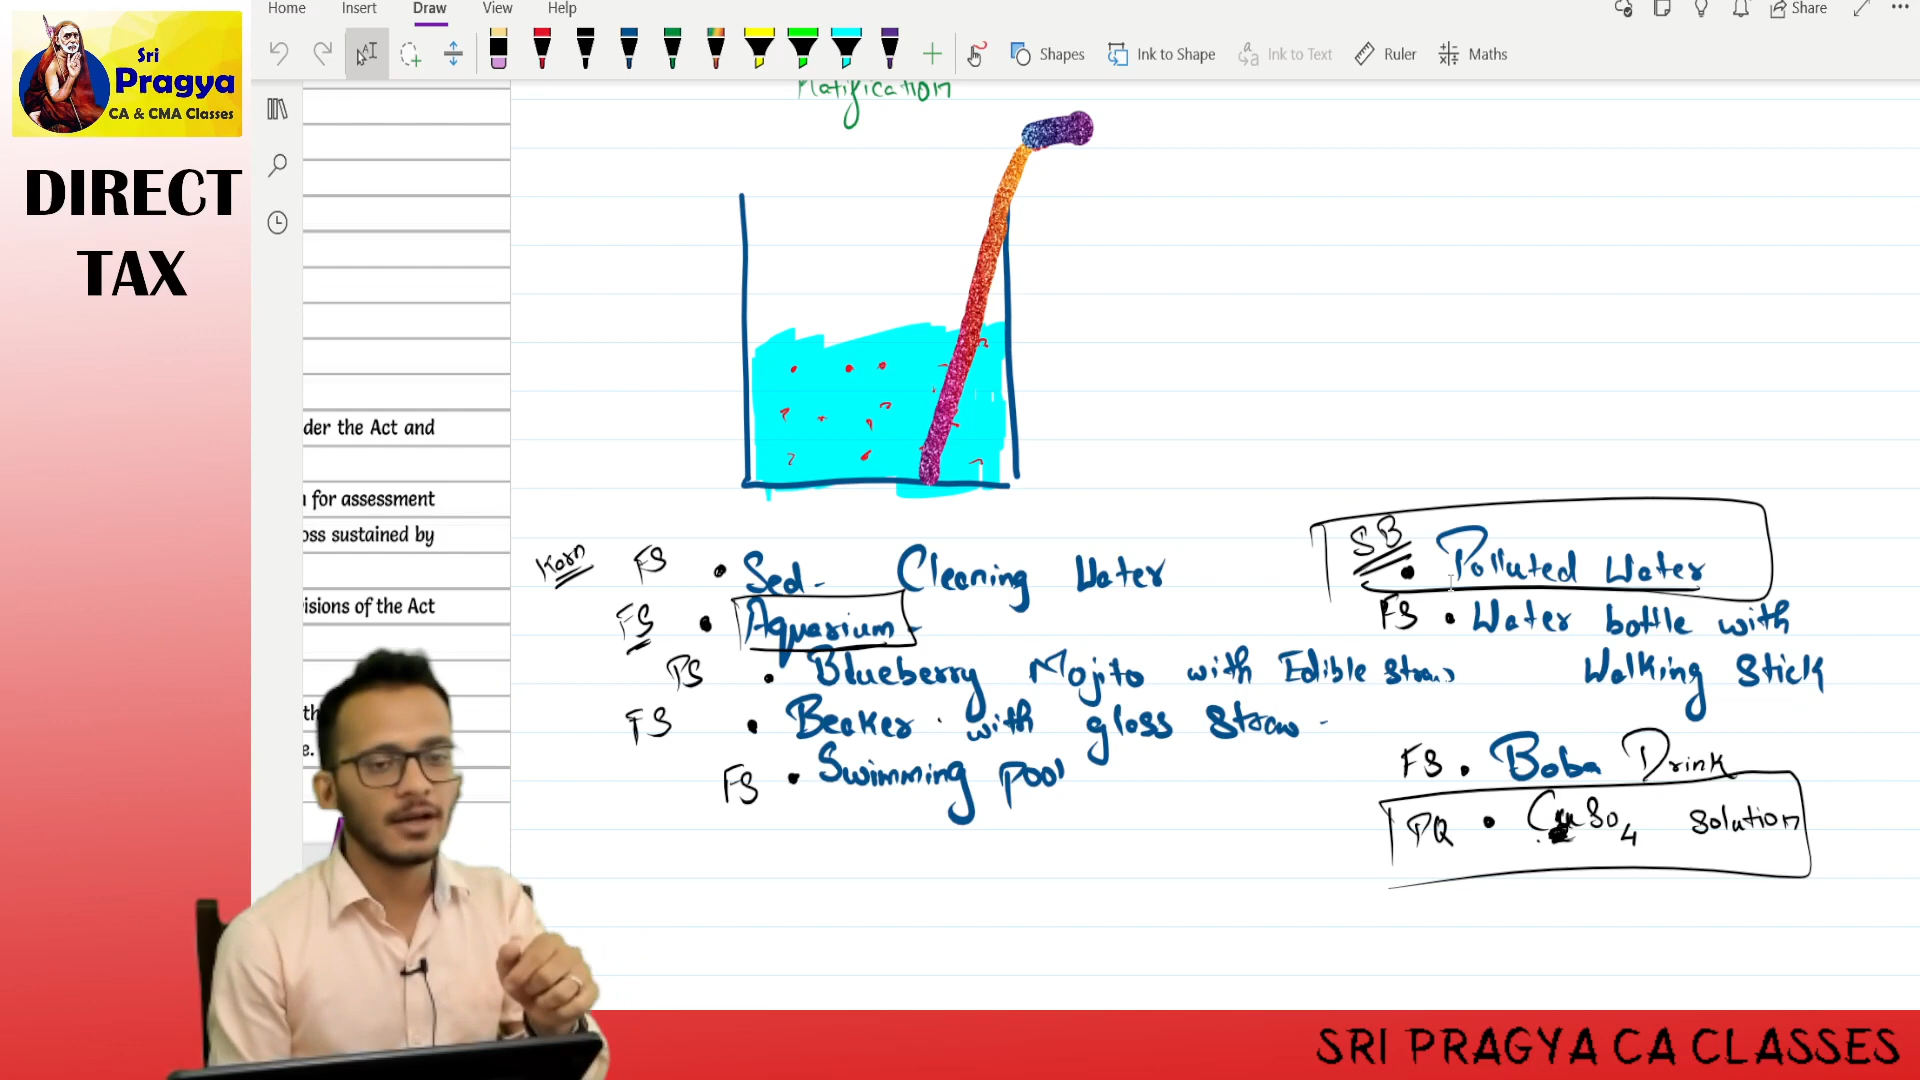 Home Insert Draw View Help
Share
Shapes Ink to Shape Ink to Text Ruler Maths
Sri
Pragya
CA & CMA Classes
DIRECT
TAX
der the Act and
for assessment
oss sustained by
isions of the Act
th
e.
Korn FS • Sed - Cleaning Water
FS • Aquarium -
PS • Blueberry Mojito with Edible Straw
FS • Beaker with glass Straw -
FS • Swimming pool
SB • Polluted Water
FS • Water bottle with
Walking Stick
FS • Boba Drink
PQ • CuSo4 Solution
SRI PRAGYA CA CLASSES